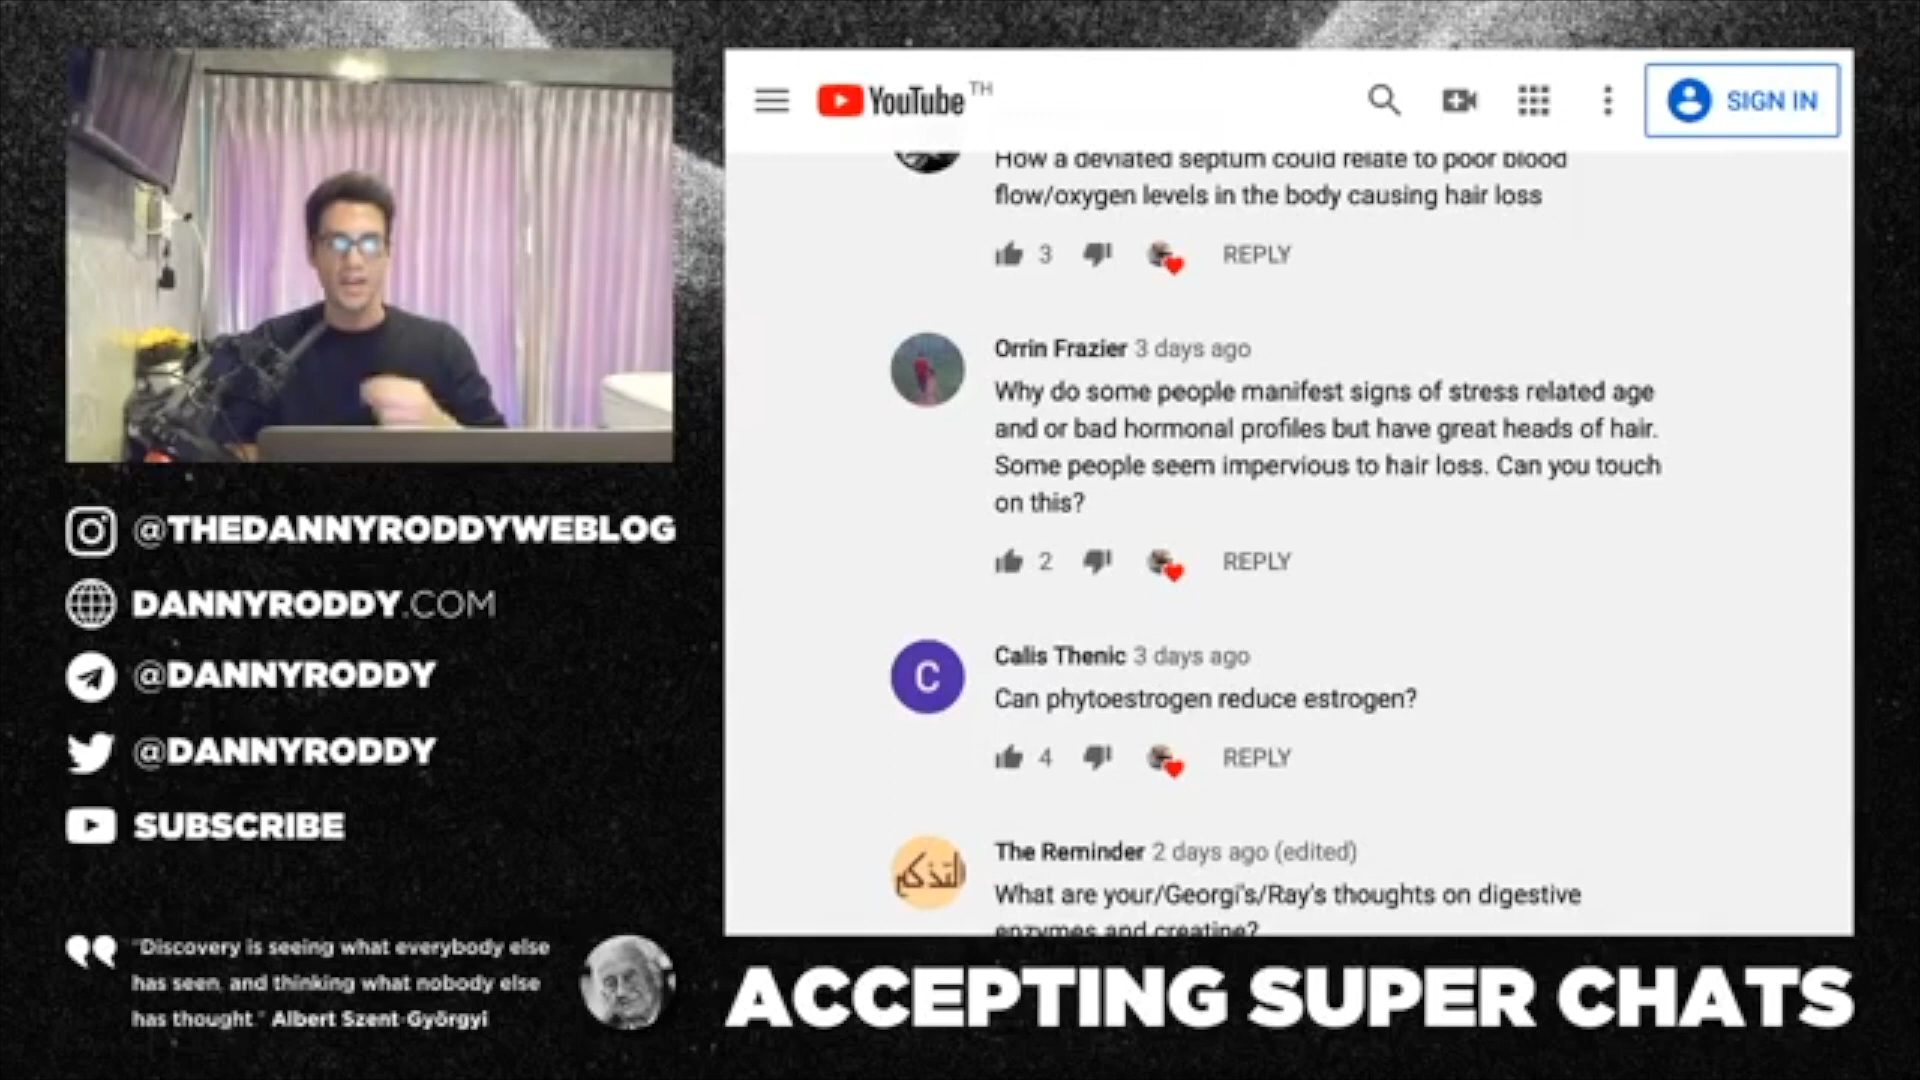 YouTube TH
SIGN IN
How a deviated septum could relate to poor blood
flow/oxygen levels in the body causing hair loss
3 REPLY
Orrin Frazier 3 days ago
Why do some people manifest signs of stress related age
and or bad hormonal profiles but have great heads of hair.
Some people seem impervious to hair loss. Can you touch
on this?
2 REPLY
C
Calis Thenic 3 days ago
Can phytoestrogen reduce estrogen?
4 REPLY
The Reminder 2 days ago (edited)
What are your/Georgi's/Ray's thoughts on digestive
enzymes and creatine?
@THEDANNYRODDYWEBLOG
DANNYRODDY.COM
@DANNYRODDY
@DANNYRODDY
SUBSCRIBE
"Discovery is seeing what everybody else
has seen, and thinking what nobody else
has thought." Albert Szent-Györgyi
ACCEPTING SUPER CHATS